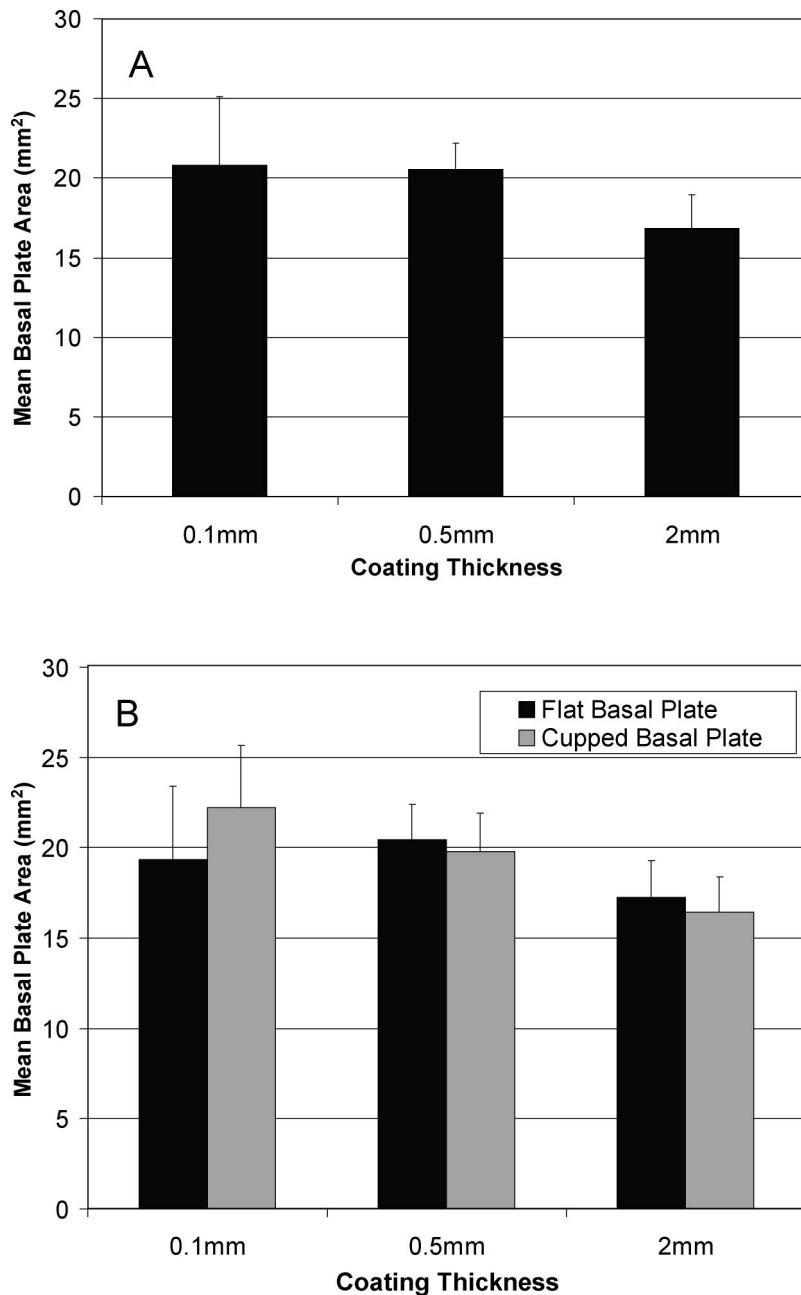 A
30
25
20
15
10
5
0
Mean Basal Plate Area (mm²)
0.1mm 0.5mm 2mm
Coating Thickness
B
Flat Basal Plate
Cupped Basal Plate
30
25
20
15
10
5
0
Mean Basal Plate Area (mm²)
0.1mm 0.5mm 2mm
Coating Thickness